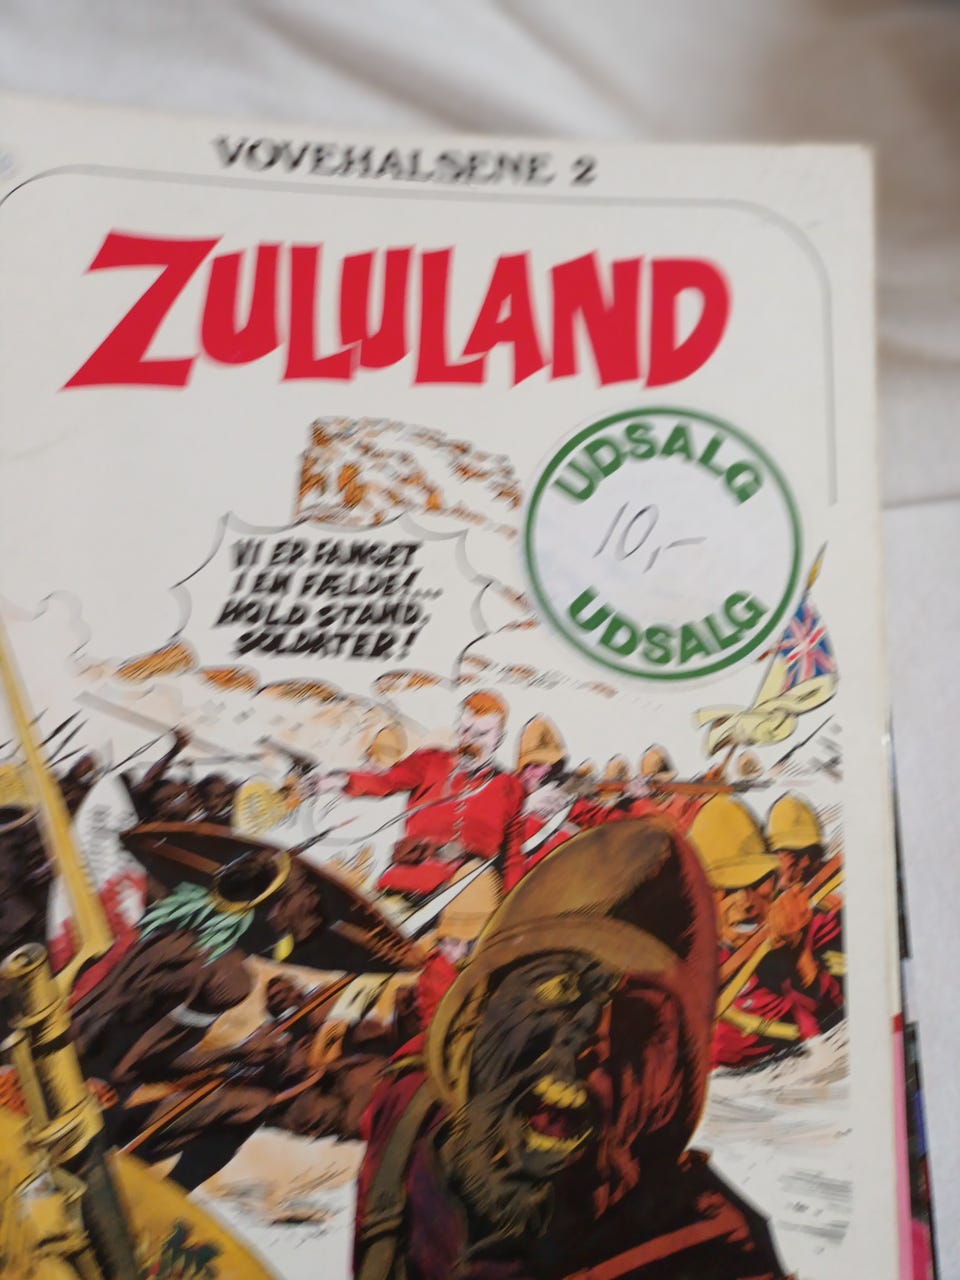 VOVEHALSENE 2
ZULULAND
UDSALG
10,-
UDSALG
VI ER FANGET
I EN FÆLDE!...
HOLD STAND,
SOLDATER!